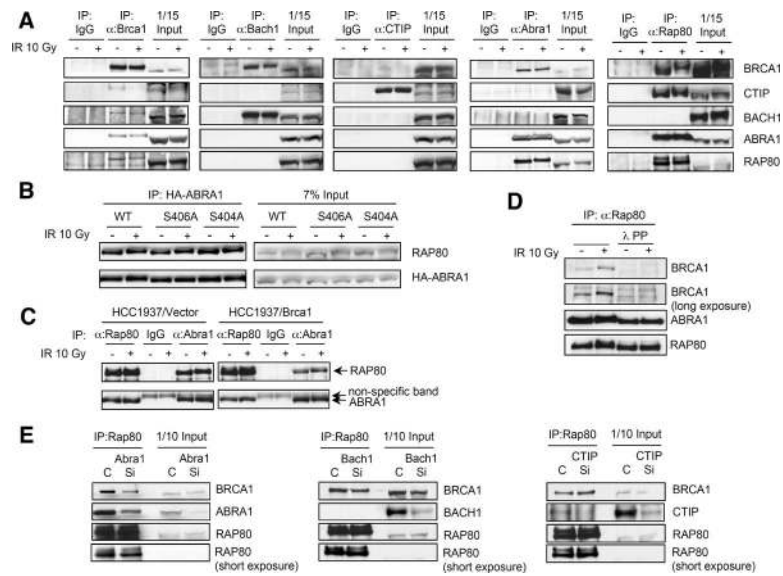 A
IP: IgG IP: α:Brca1 1/15 Input IP: IgG IP: α:Bach1 1/15 Input IP: IgG IP: α:CTIP 1/15 Input IP: IgG IP: α:Abra1 1/15 Input IP: IgG IP: α:Rap80 1/15 Input
IR 10 Gy - + - + - + - + - + - + - + - + - + - + - + - + - + - + - +
BRCA1
CTIP
BACH1
ABRA1
RAP80
B
IP: HA-ABRA1 7% Input
WT S406A S404A WT S406A S404A
IR 10 Gy - + - + - + - + - + - +
RAP80
HA-ABRA1
C
HCC1937/Vector HCC1937/Brca1
IP: α:Rap80 IgG α:Abra1 α:Rap80 IgG α:Abra1
IR 10 Gy - + - + - + - + - + - +
RAP80
non-specific band
ABRA1
D
IP: α:Rap80
λ PP
IR 10 Gy - + - +
BRCA1
BRCA1
(long exposure)
ABRA1
RAP80
E
IP:Rap80 1/10 Input
Abra1 Abra1
C Si C Si
BRCA1
ABRA1
RAP80
RAP80
(short exposure)
IP:Rap80 1/10 Input
Bach1 Bach1
C Si C Si
BRCA1
BACH1
RAP80
RAP80
(short exposure)
IP:Rap80 1/10 Input
CTIP CTIP
C Si C Si
BRCA1
CTIP
RAP80
RAP80
(short exposure)